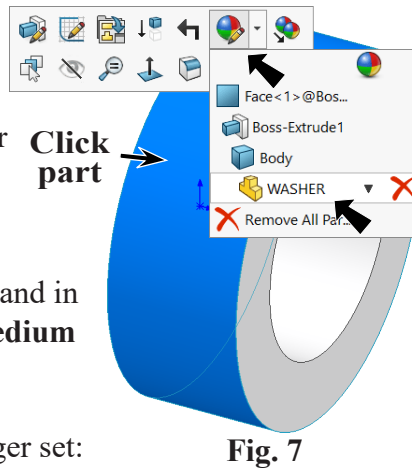 Face<1>@Bos...
Boss-Extrude1
Click
part
Body
WASHER
Remove All Par...
and in
edium
ger set:
Fig. 7